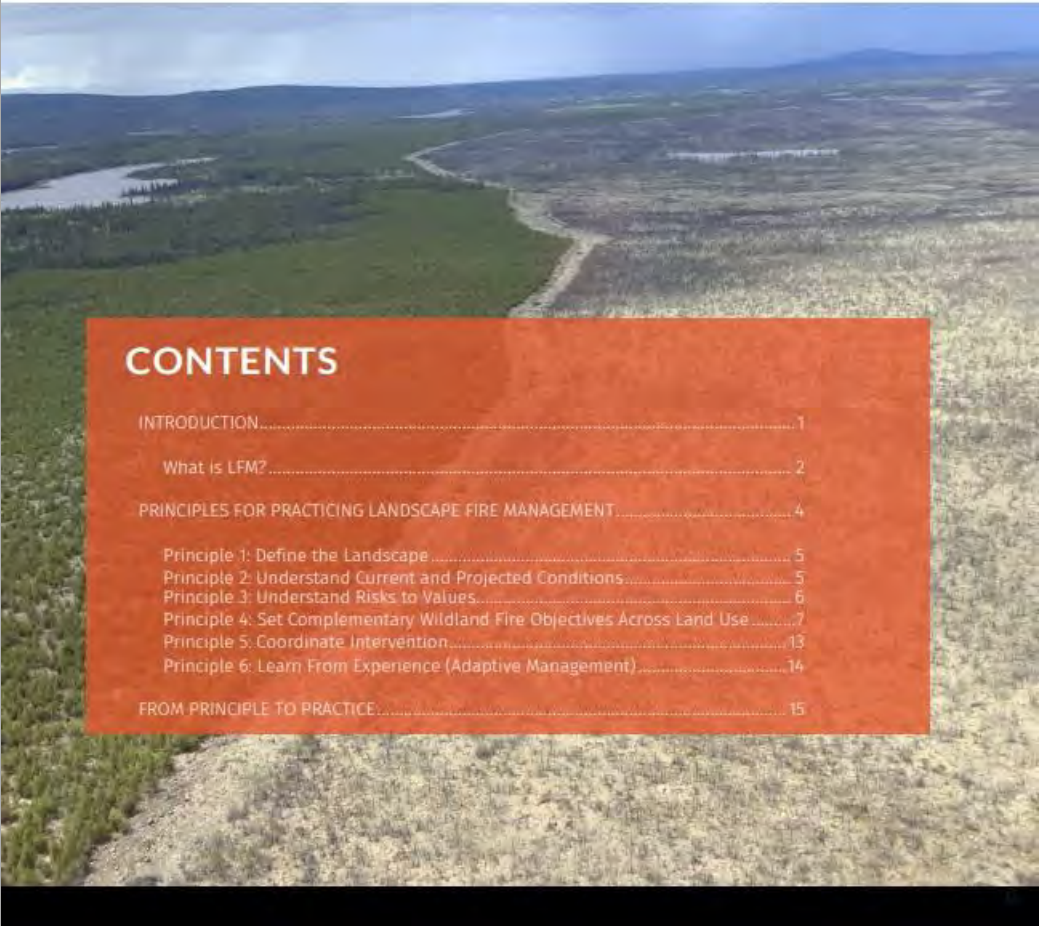 CONTENTS
INTRODUCTION 1
What is LFM? 2
PRINCIPLES FOR PRACTICING LANDSCAPE FIRE MANAGEMENT 4
Principle 1: Define the Landscape 5
Principle 2: Understand Current and Projected Conditions 5
Principle 3: Understand Risks to Values 6
Principle 4: Set Complementary Wildland Fire Objectives Across Land Use 7
Principle 5: Coordinate Intervention 13
Principle 6: Learn From Experience (Adaptive Management) 14
FROM PRINCIPLE TO PRACTICE 15